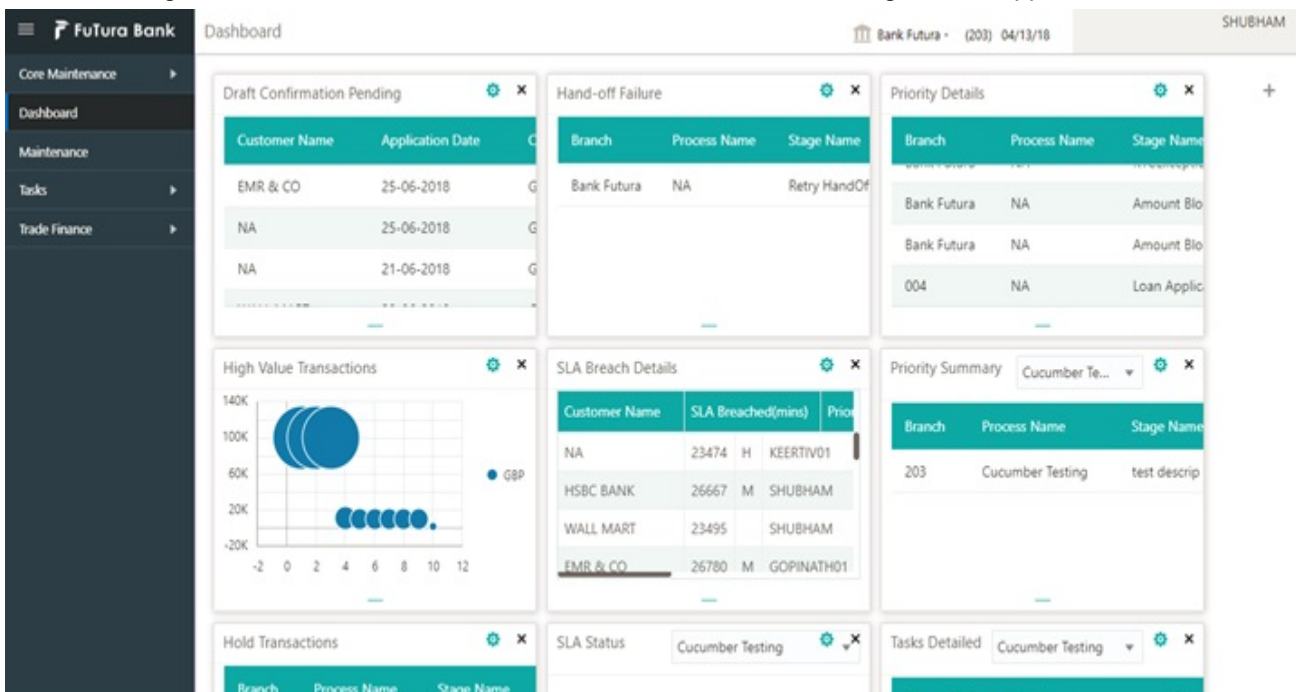 FuTura Bank
Dashboard
Bank Futura - (203) 04/13/18
SHUBHAM
Core Maintenance
Dashboard
Maintenance
Tasks
Trade Finance
Draft Confirmation Pending
Customer Name Application Date
EMR & CO 25-06-2018
NA 25-06-2018
NA 21-06-2018
Hand-off Failure
Branch Process Name Stage Name
Bank Futura NA Retry HandOf
Priority Details
Branch Process Name Stage Name
Bank Futura NA Amount Blo
Bank Futura NA Amount Blo
004 NA Loan Applic
High Value Transactions
140K
100K
60K
20K
-20K
-2 0 2 4 6 8 10 12
GBP
SLA Breach Details
Customer Name SLA Breached(mins) Prior
NA 23474 H KEERTIV01
HSBC BANK 26667 M SHUBHAM
WALL MART 23495 SHUBHAM
EMR & CO 26780 M GOPINATH01
Priority Summary Cucumber Te...
Branch Process Name Stage Name
203 Cucumber Testing test descrip
Hold Transactions
Branch Process Name Stage Name
SLA Status Cucumber Testing
Tasks Detailed Cucumber Testing